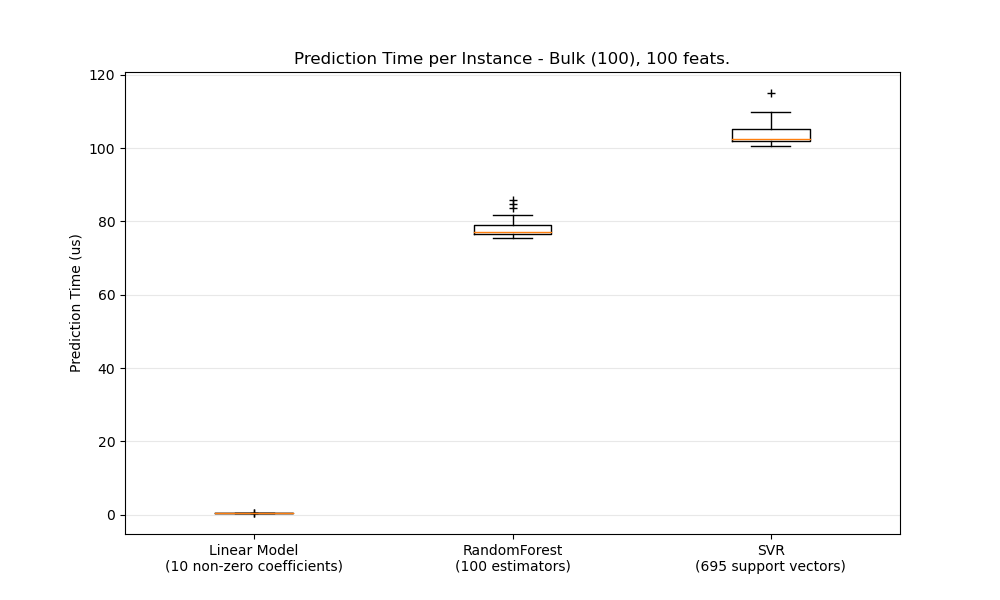 Prediction Time per Instance - Bulk (100), 100 feats.
Prediction Time (us)
120
100
80
60
40
20
0
Linear Model
(10 non-zero coefficients)
RandomForest
(100 estimators)
SVR
(695 support vectors)